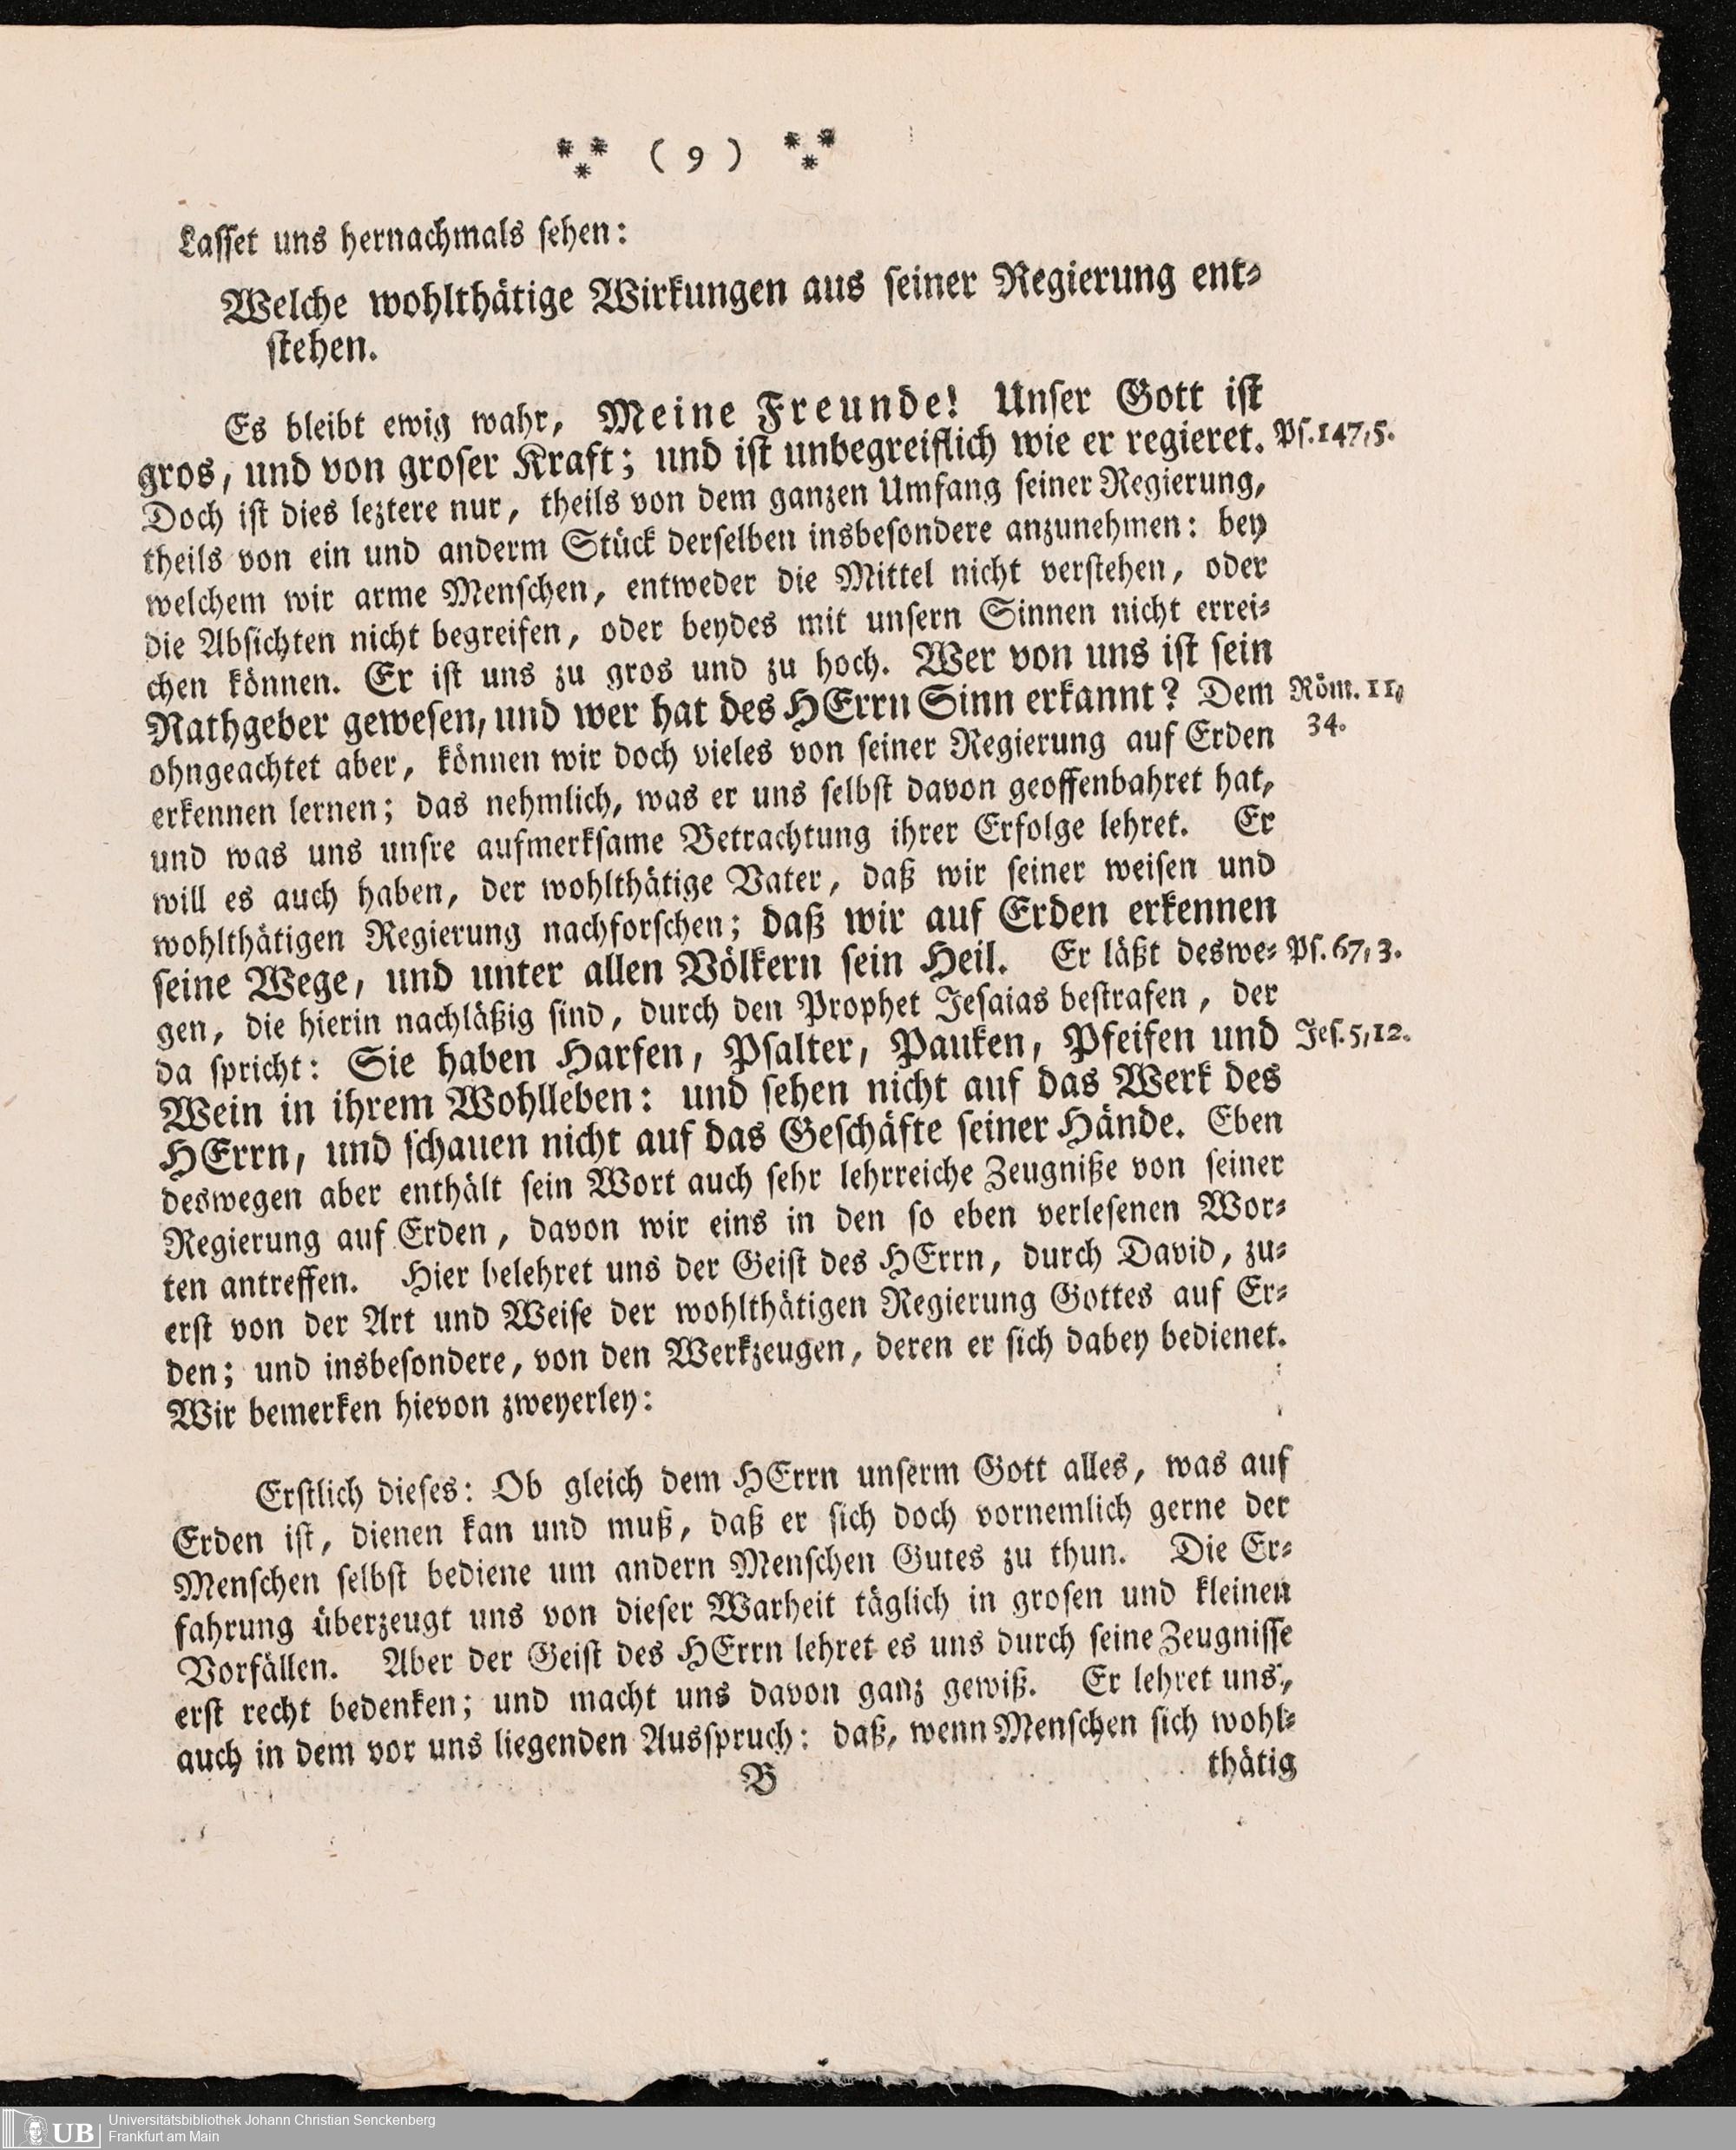 *** ( 9 ) ***
Lasset uns hernachmals sehen:
Welche wohlthätige Wirkungen aus seiner Regierung ent-
stehen.
Es bleibt ewig wahr, Meine Freunde! Unser Gott ist
gros, und von groser Kraft; und ist unbegreiflich wie er regieret. Ps. 147, 5.
Doch ist dies leztere nur, theils von dem ganzen Umfang seiner Regierung,
theils von ein und anderm Stück derselben insbesondere anzunehmen: bey
welchem wir arme Menschen, entweder die Mittel nicht verstehen, oder
die Absichten nicht begreifen, oder beydes mit unsern Sinnen nicht errei-
chen können. Er ist uns zu gros und zu hoch. Wer von uns ist sein
Rathgeber gewesen, und wer hat des HErrn Sinn erkannt? Dem Röm. 11,
34.
ohngeachtet aber, können wir doch vieles von seiner Regierung auf Erden
erkennen lernen; das nehmlich, was er uns selbst davon geoffenbahret hat,
und was uns unsre aufmerksame Betrachtung ihrer Erfolge lehret. Er
will es auch haben, der wohlthätige Vater, daß wir seiner weisen und
wohlthätigen Regierung nachforschen; daß wir auf Erden erkennen
seine Wege, und unter allen Völkern sein Heil. Er läßt deswe- Ps. 67, 3.
gen, die hierin nachläßig sind, durch den Prophet Jesaias bestrafen, der
da spricht: Sie haben Harfen, Psalter, Pauken, Pfeifen und Jes. 5, 12.
Wein in ihrem Wohlleben: und sehen nicht auf das Werk des
HErrn, und schauen nicht auf das Geschäfte seiner Hände. Eben
deswegen aber enthält sein Wort auch sehr lehrreiche Zeugniße von seiner
Regierung auf Erden, davon wir eins in den so eben verlesenen Wor-
ten antreffen. Hier belehret uns der Geist des HErrn, durch David, zu-
erst von der Art und Weise der wohlthätigen Regierung Gottes auf Er-
den; und insbesondere, von den Werkzeugen, deren er sich dabey bedienet.
Wir bemerken hievon zweyerley:
Erstlich dieses: Ob gleich dem HErrn unserm Gott alles, was auf
Erden ist, dienen kan und muß, daß er sich doch vornemlich gerne der
Menschen selbst bediene um andern Menschen Gutes zu thun. Die Er-
fahrung überzeugt uns von dieser Warheit täglich in grosen und kleinen
Vorfällen. Aber der Geist des HErrn lehret es uns durch seine Zeugnisse
erst recht bedenken; und macht uns davon ganz gewiß. Er lehret uns,
auch in dem vor uns liegenden Ausspruch: daß, wenn Menschen sich wohl-
B thätig
UB Universitätsbibliothek Johann Christian Senckenberg
Frankfurt am Main